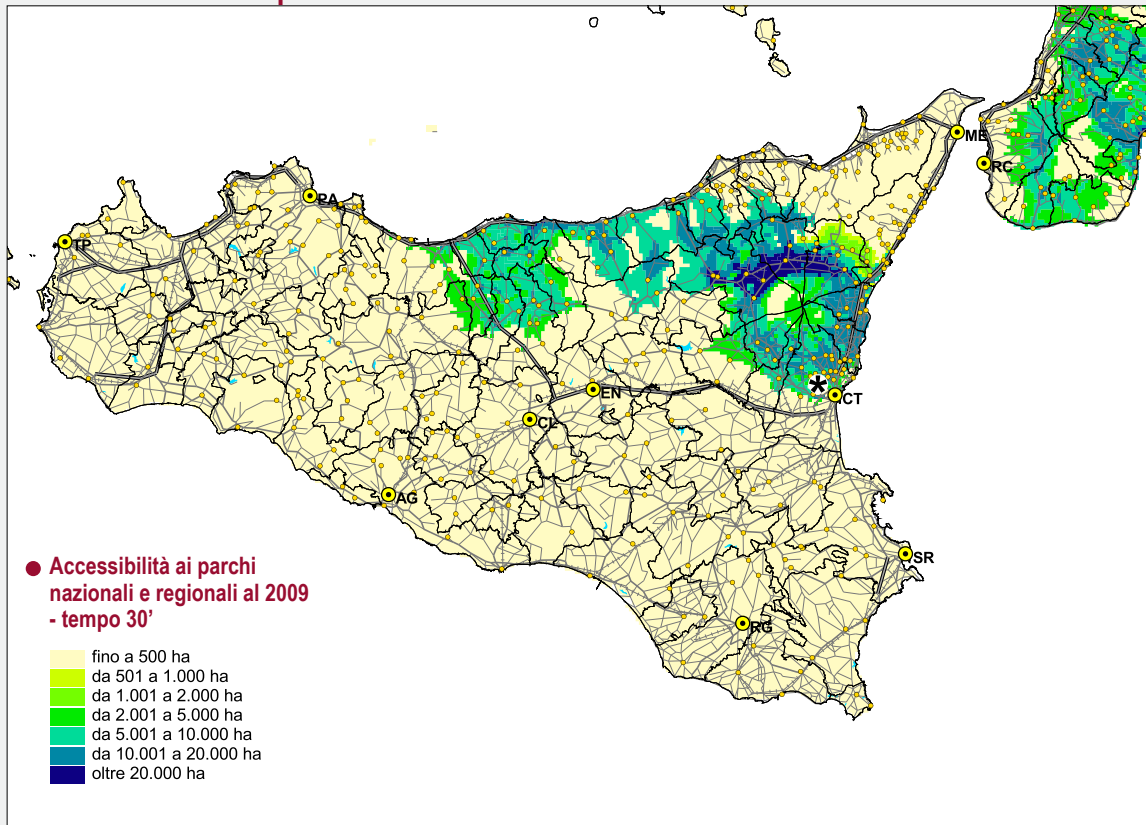 ME
RC
PA
TP
EN
CT
CL
AG
SR
RG
* 
● Accessibilità ai parchi
nazionali e regionali al 2009
- tempo 30’
fino a 500 ha
da 501 a 1.000 ha
da 1.001 a 2.000 ha
da 2.001 a 5.000 ha
da 5.001 a 10.000 ha
da 10.001 a 20.000 ha
oltre 20.000 ha